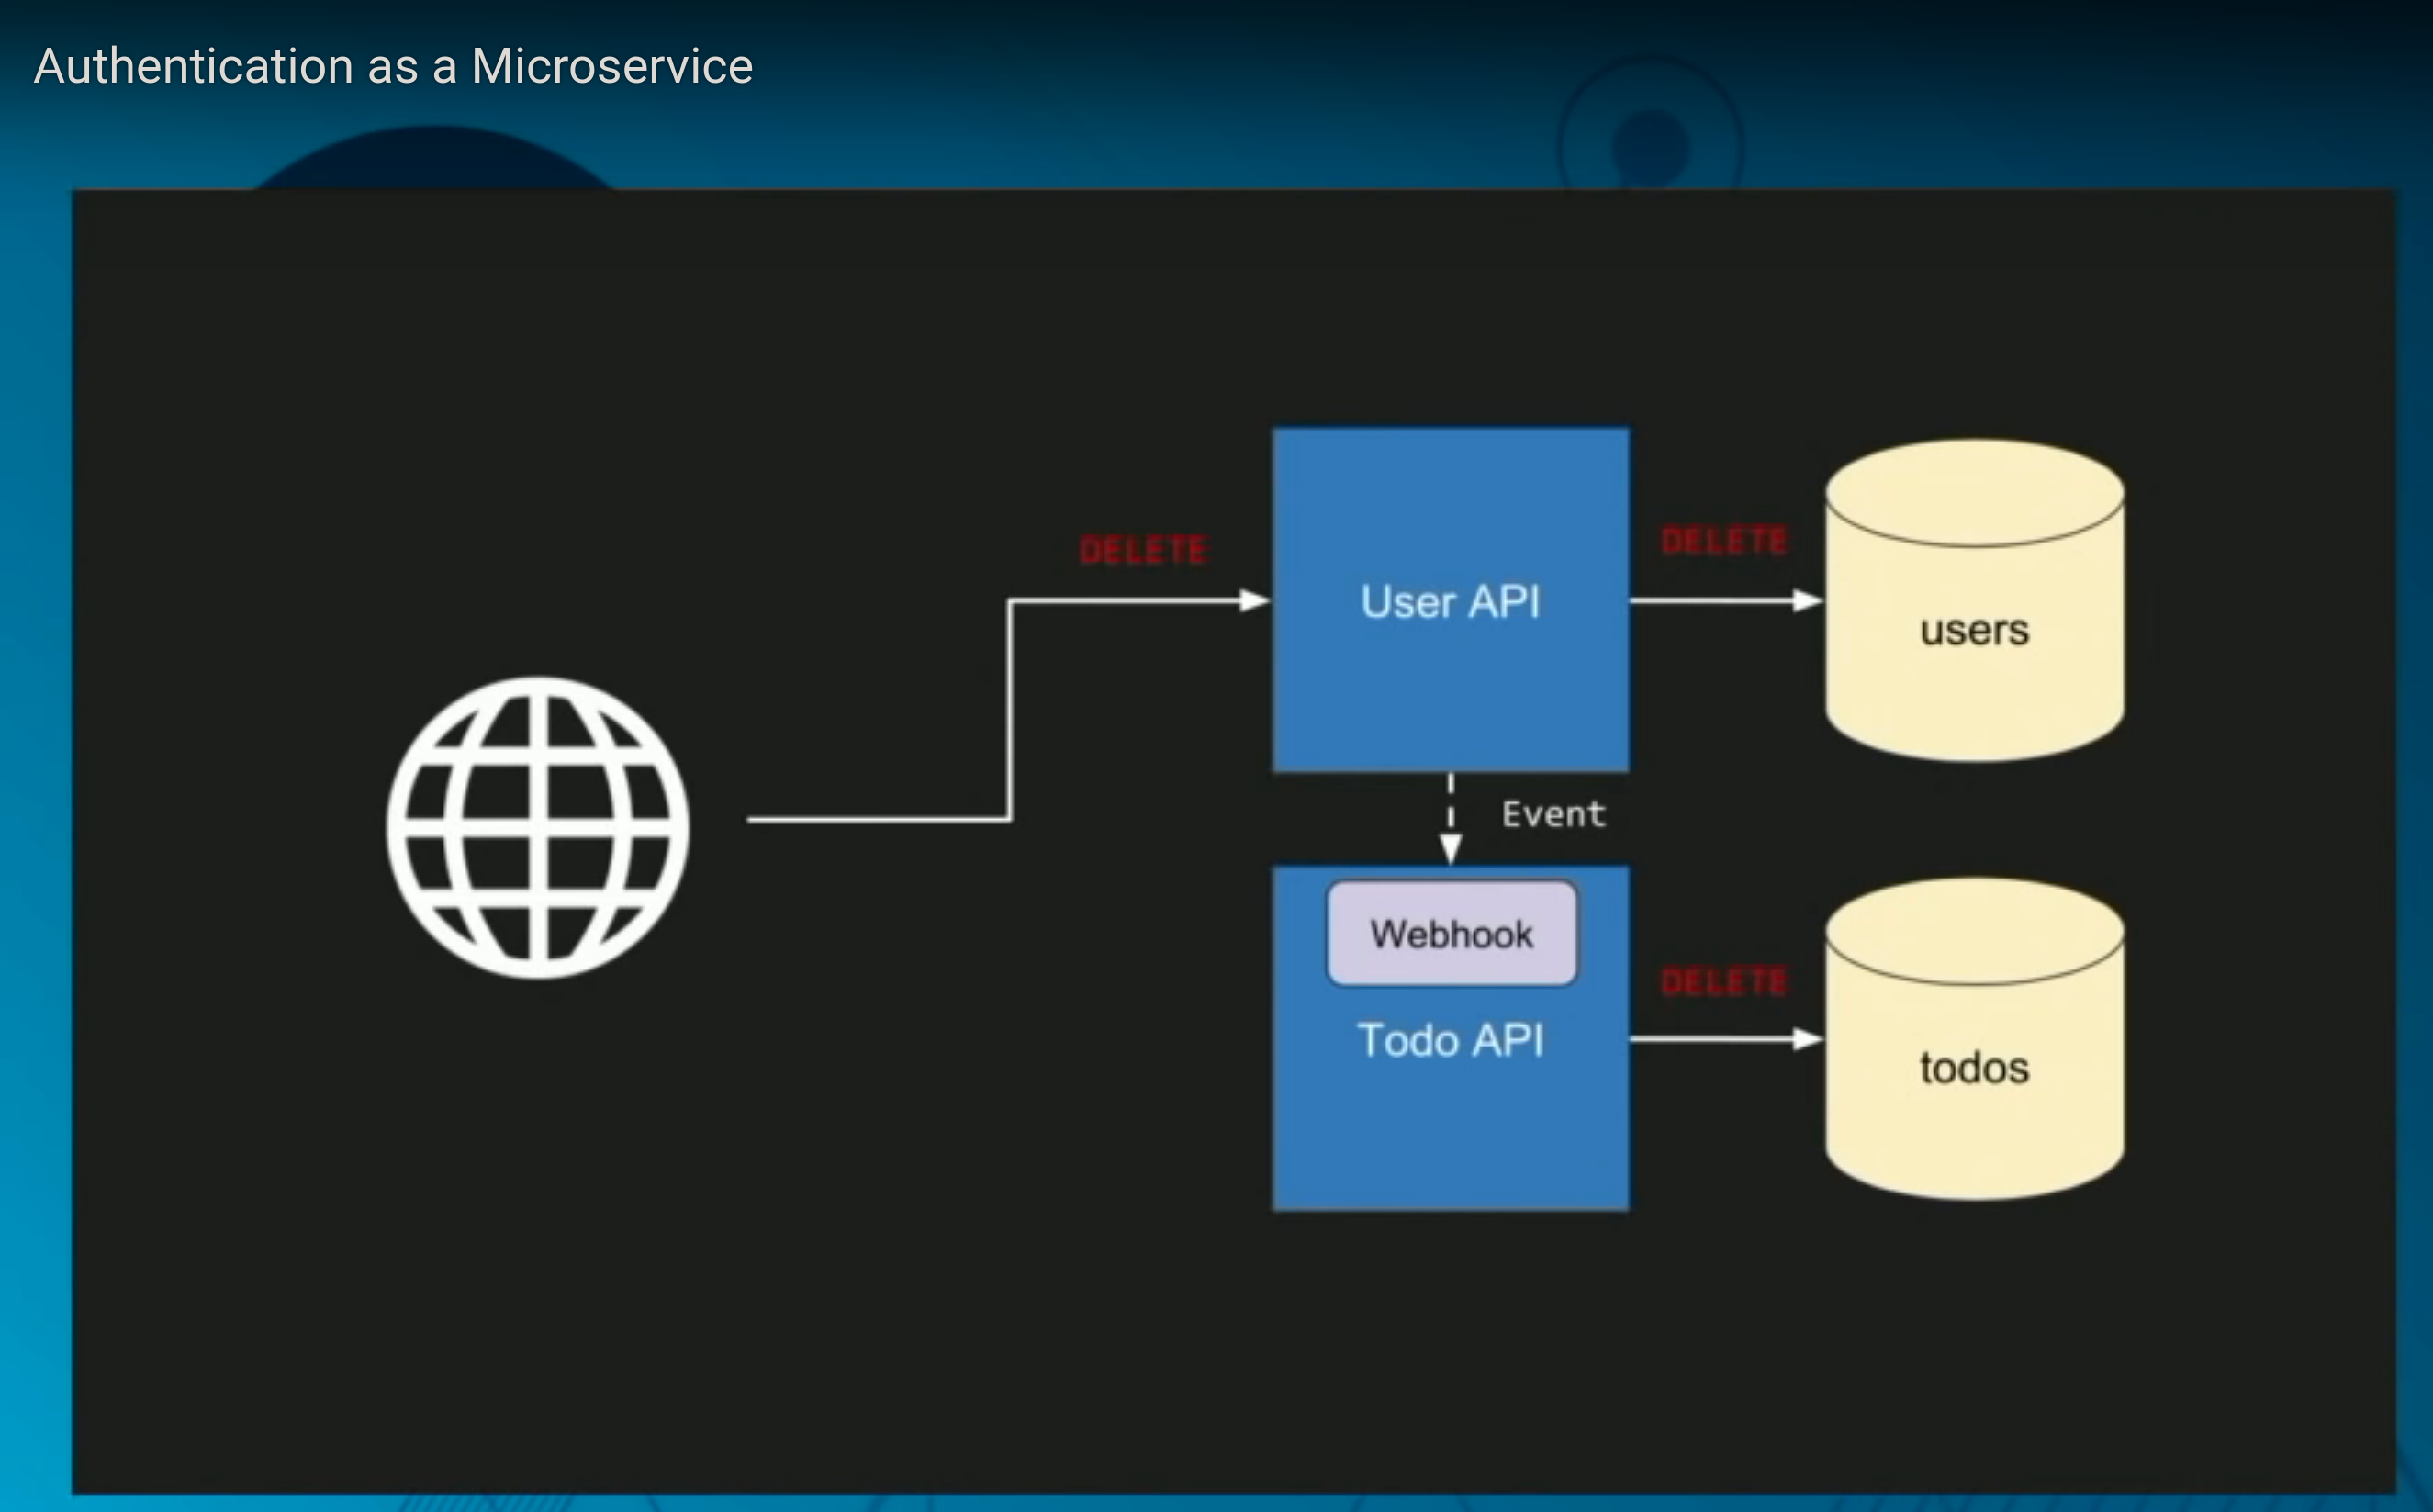 Authentication as a Microservice
DELETE
User API
DELETE
users
Event
Webhook
Todo API
DELETE
todos